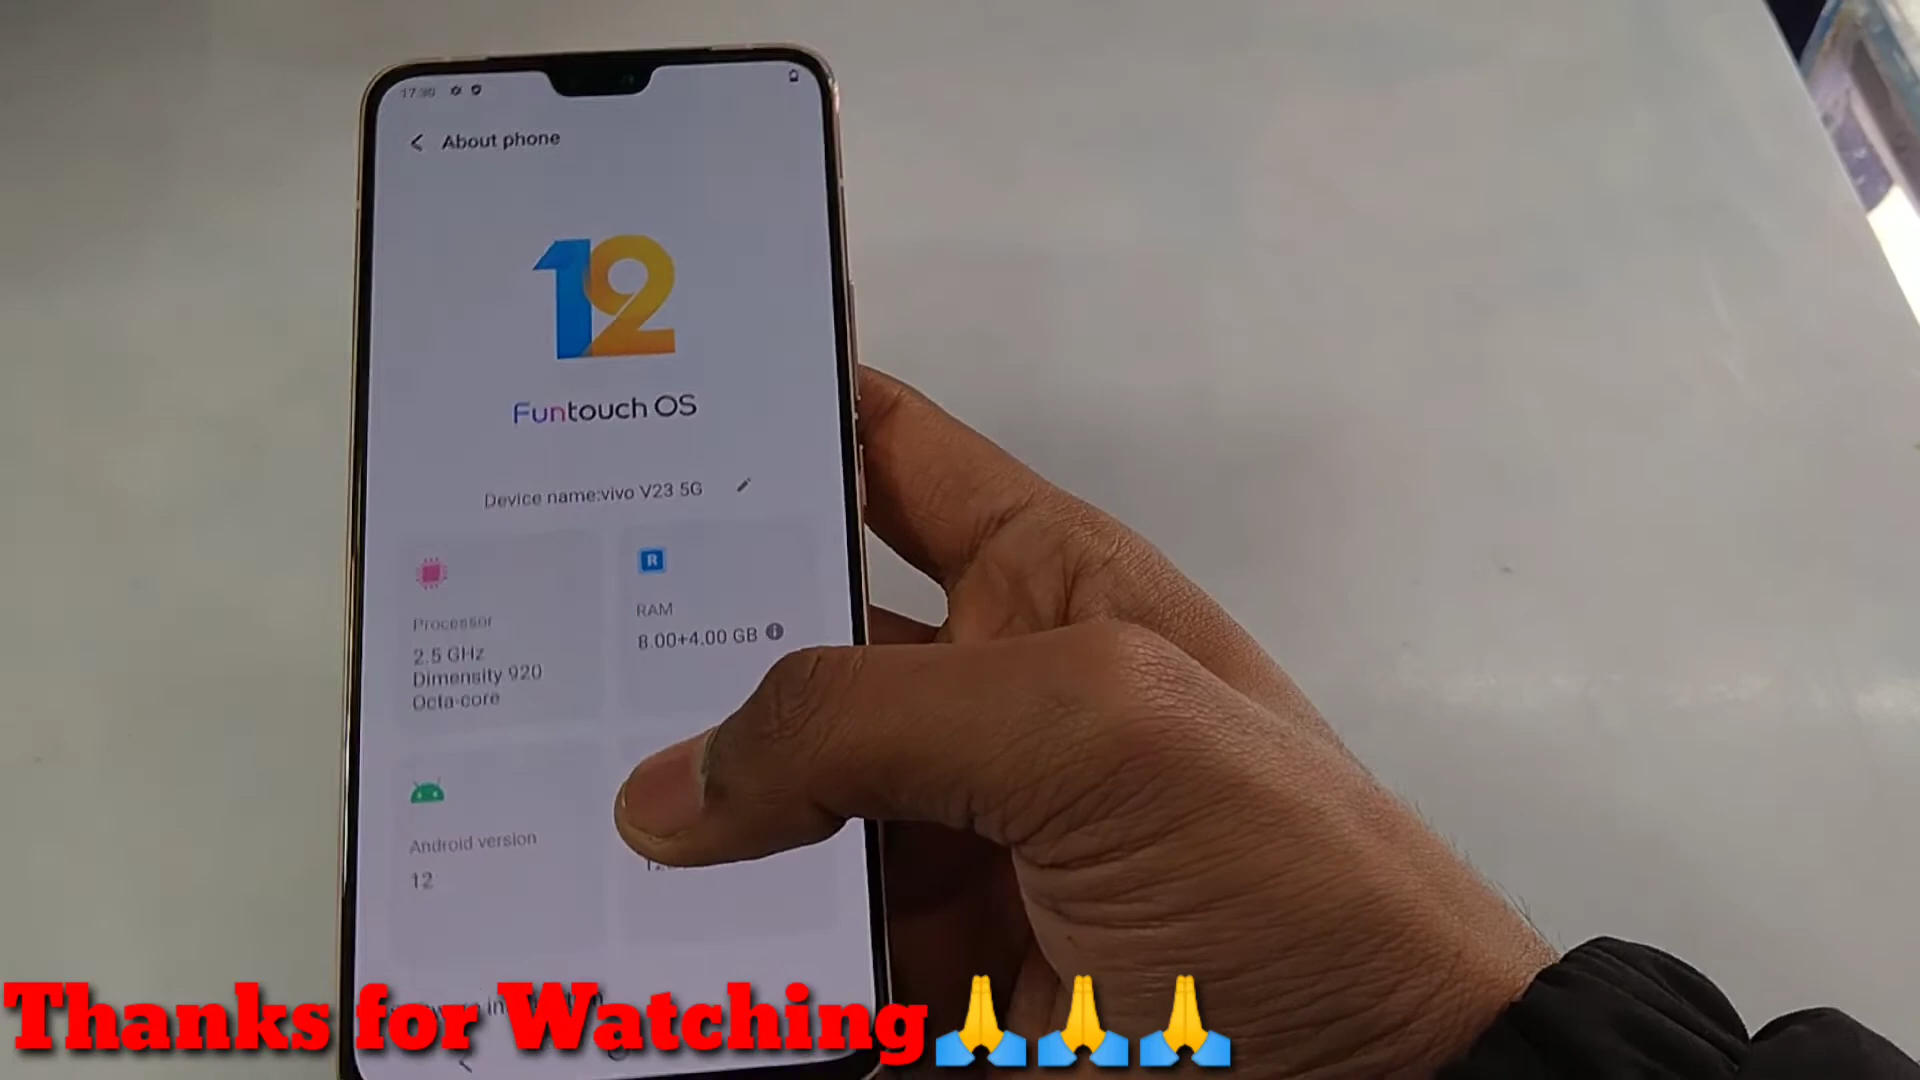 17:30
About phone
12
Funtouch OS
Device name:vivo V23 5G
Processor
2.5 GHz
Dimensity 920
Octa-core
R
RAM
8.00+4.00 GB
Android version
12
Thanks for Watching🙏🙏🙏